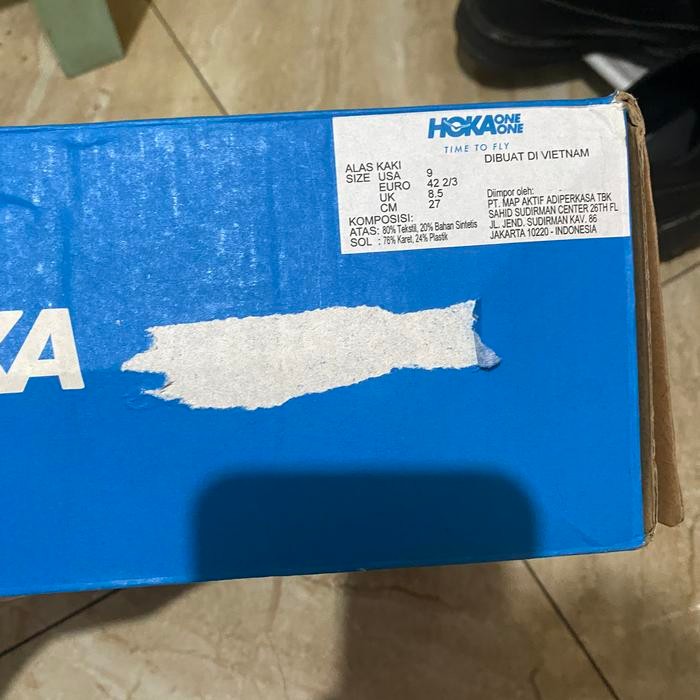 HOKA ONE ONE
TIME TO FLY
DIBUAT DI VIETNAM
ALAS KAKI
SIZE USA 9
EURO 42 2/3
UK 8.5
CM 27
KOMPOSISI:
ATAS: 80% Tekstil, 20% Bahan Sintetis
SOL : 76% Karet, 24% Plastik
Diimpor oleh:
PT. MAP AKTIF ADIPERKASA TBK
SAHID SUDIRMAN CENTER 26TH FL
JL. JEND. SUDIRMAN KAV. 86
JAKARTA 10220 - INDONESIA
KA